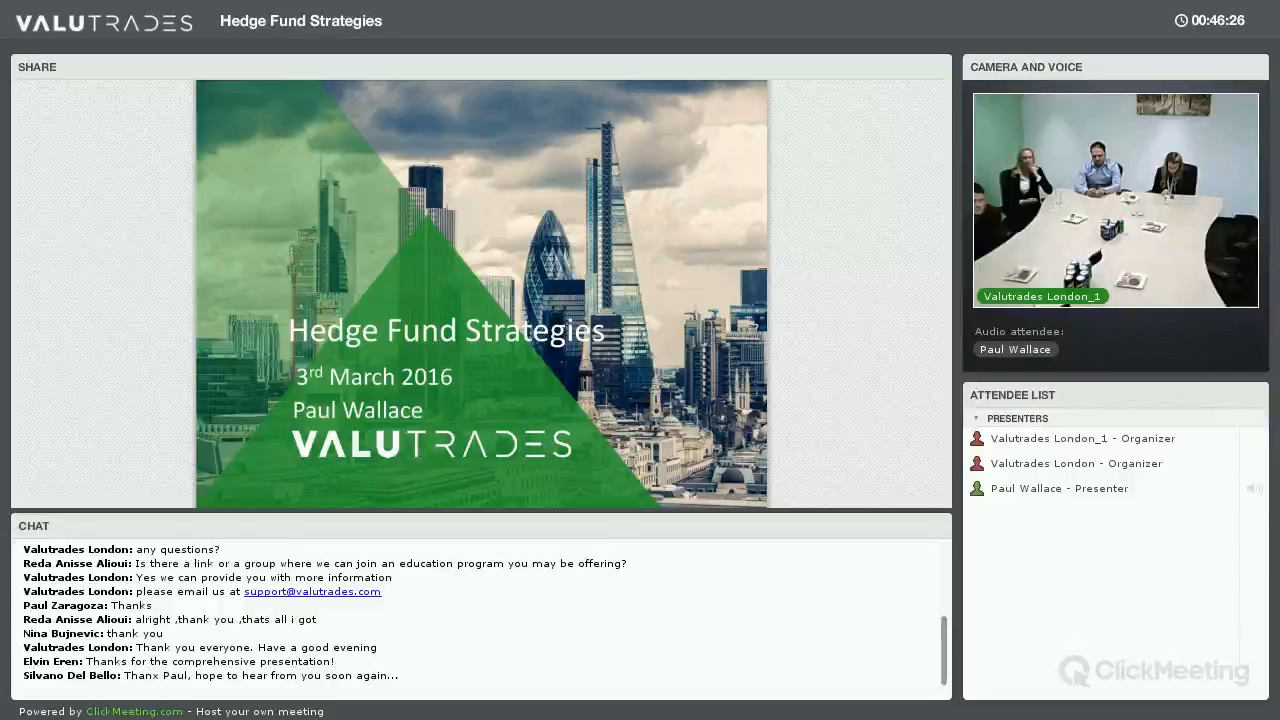 VALUTRADES
Hedge Fund Strategies
00:46:26
SHARE
Hedge Fund Strategies
3rd March 2016
Paul Wallace
VALUTRADES
CAMERA AND VOICE
Valutrades London_1
Audio attendee:
Paul Wallace
ATTENDEE LIST
PRESENTERS
Valutrades London_1 - Organizer
Valutrades London - Organizer
Paul Wallace - Presenter
CHAT
Valutrades London: any questions?
Reda Anisse Alioui: Is there a link or a group where we can join an education program you may be offering?
Valutrades London: Yes we can provide you with more information
Valutrades London: please email us at support@valutrades.com
Paul Zaragoza: Thanks
Reda Anisse Alioui: alright ,thank you ,thats all i got
Nina Bujnevic: thank you
Valutrades London: Thank you everyone. Have a good evening
Elvin Eren: Thanks for the comprehensive presentation!
Silvano Del Bello: Thanx Paul, hope to hear from you soon again...
ClickMeeting
Powered by ClickMeeting.com - Host your own meeting